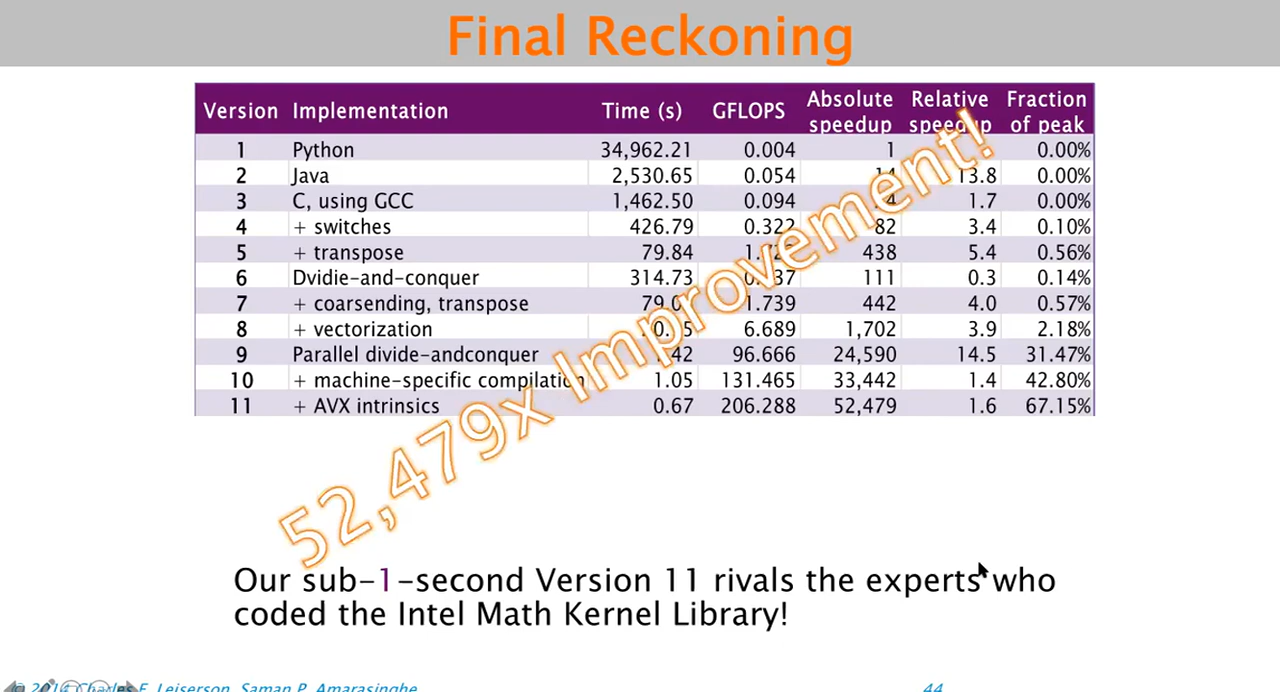 Final Reckoning
Version Implementation Time (s) GFLOPS Absolute speedup Relative speedup Fraction of peak
1 Python 34,962.21 0.004 1 0.00%
2 Java 2,530.65 0.054 14 13.8 0.00%
3 C, using GCC 1,462.50 0.094 24 1.7 0.00%
4 + switches 426.79 0.322 82 3.4 0.10%
5 + transpose 79.84 438 5.4 0.56%
6 Dvidie-and-conquer 314.73 111 0.3 0.14%
7 + coarsending, transpose 1.739 442 4.0 0.57%
8 + vectorization 6.689 1,702 3.9 2.18%
9 Parallel divide-andconquer 96.666 24,590 14.5 31.47%
10 + machine-specific compilation 1.05 131.465 33,442 1.4 42.80%
11 + AVX intrinsics 0.67 206.288 52,479 1.6 67.15%
52,479x Improvement!
Our sub-1-second Version 11 rivals the experts who
coded the Intel Math Kernel Library!
Charles E. Leiserson, Saman P. Amarasinghe 44